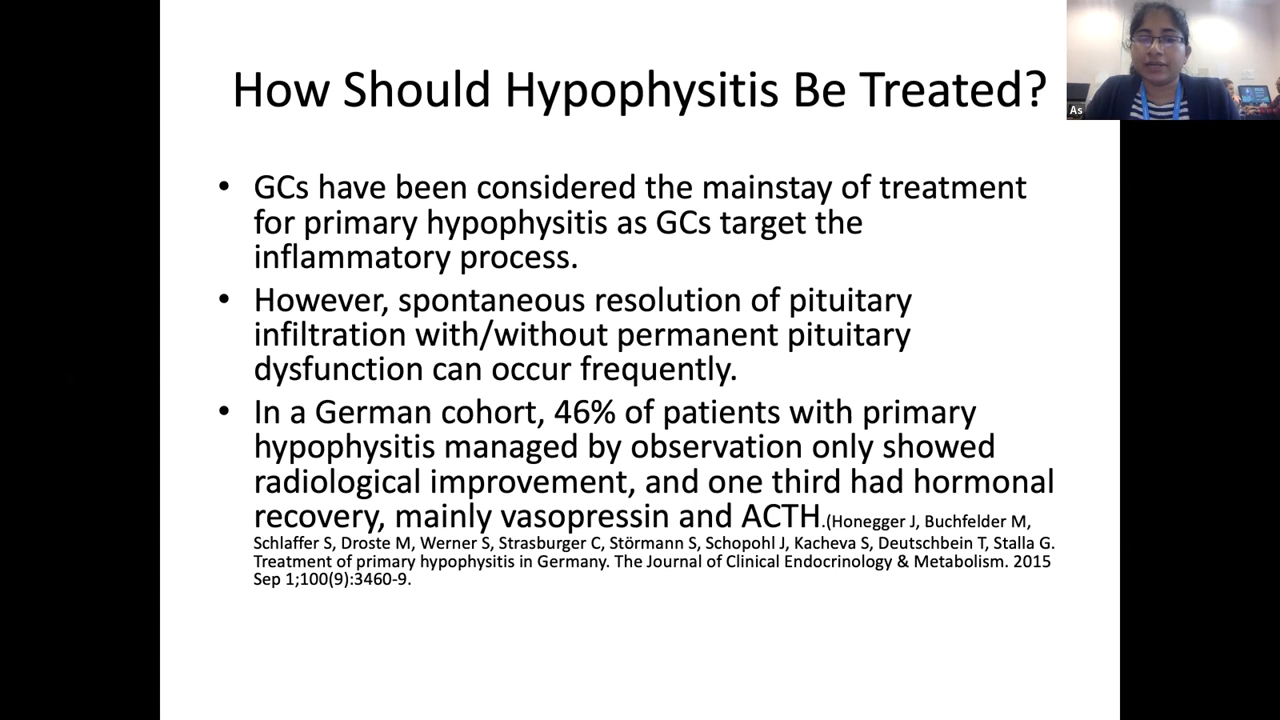 How Should Hypophysitis Be Treated?
As
• GCs have been considered the mainstay of treatment
for primary hypophysitis as GCs target the
inflammatory process.
• However, spontaneous resolution of pituitary
infiltration with/without permanent pituitary
dysfunction can occur frequently.
• In a German cohort, 46% of patients with primary
hypophysitis managed by observation only showed
radiological improvement, and one third had hormonal
recovery, mainly vasopressin and ACTH.(Honegger J, Buchfelder M,
Schlaffer S, Droste M, Werner S, Strasburger C, Störmann S, Schopohl J, Kacheva S, Deutschbein T, Stalla G.
Treatment of primary hypophysitis in Germany. The Journal of Clinical Endocrinology & Metabolism. 2015
Sep 1;100(9):3460-9.